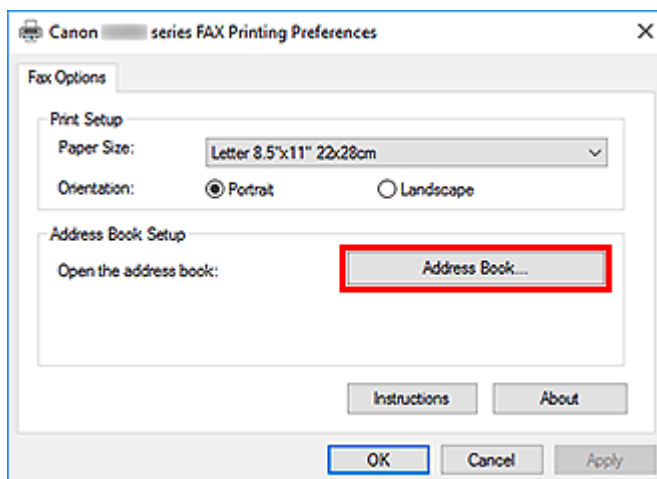 Canon series FAX Printing Preferences
Fax Options
Print Setup
Paper Size: Letter 8.5"x11" 22x28cm
Orientation: Portrait Landscape
Address Book Setup
Open the address book: Address Book...
Instructions About
OK Cancel Apply